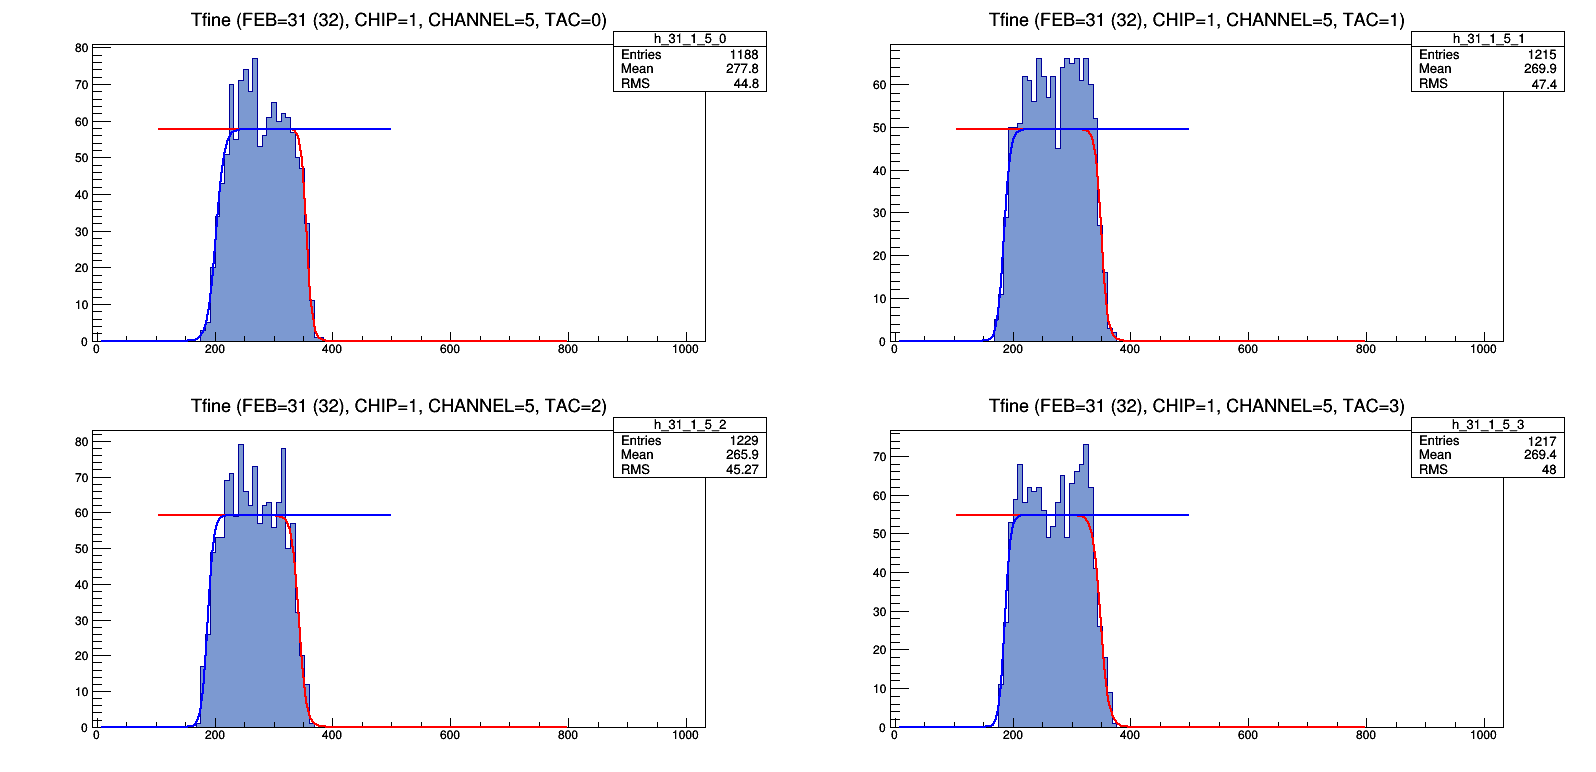 Tfine (FEB=31 (32), CHIP=1, CHANNEL=5, TAC=0)
h_31_1_5_0
Entries 1188
Mean 277.8
RMS 44.8
80
70
60
50
40
30
20
10
0
0 200 400 600 800 1000
Tfine (FEB=31 (32), CHIP=1, CHANNEL=5, TAC=1)
h_31_1_5_1
Entries 1215
Mean 269.9
RMS 47.4
60
50
40
30
20
10
0
0 200 400 600 800 1000
Tfine (FEB=31 (32), CHIP=1, CHANNEL=5, TAC=2)
h_31_1_5_2
Entries 1229
Mean 265.9
RMS 45.27
80
70
60
50
40
30
20
10
0
0 200 400 600 800 1000
Tfine (FEB=31 (32), CHIP=1, CHANNEL=5, TAC=3)
h_31_1_5_3
Entries 1217
Mean 269.4
RMS 48
70
60
50
40
30
20
10
0
0 200 400 600 800 1000